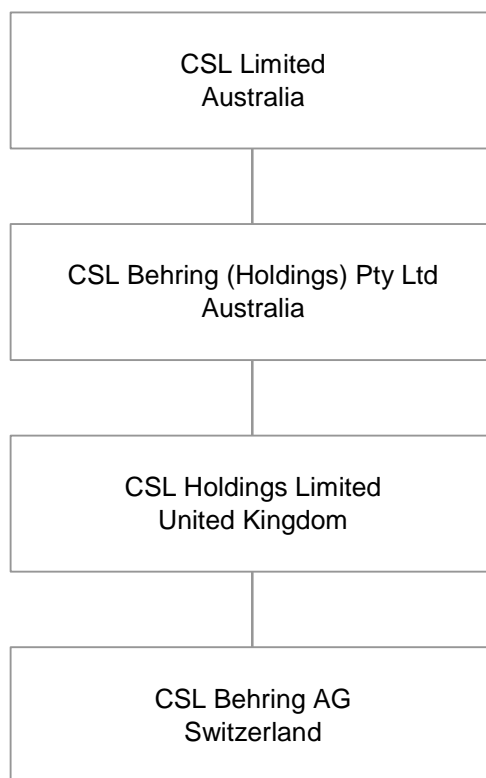 CSL Limited
Australia
CSL Behring (Holdings) Pty Ltd
Australia
CSL Holdings Limited
United Kingdom
CSL Behring AG
Switzerland